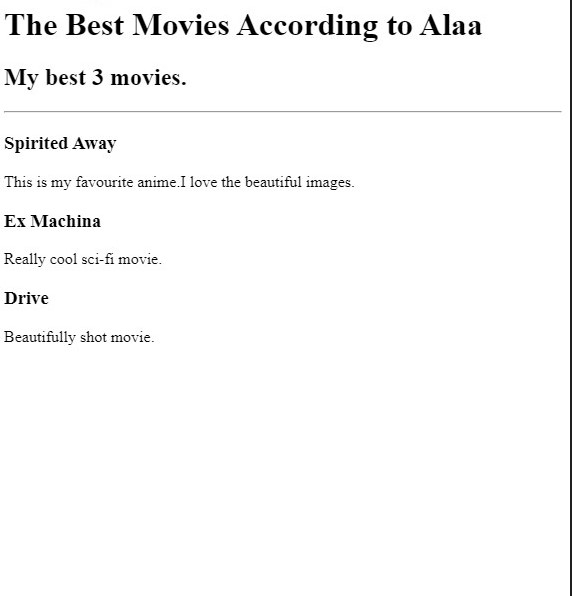 The Best Movies According to Alaa
My best 3 movies.
Spirited Away
This is my favourite anime.I love the beautiful images.
Ex Machina
Really cool sci-fi movie.
Drive
Beautifully shot movie.